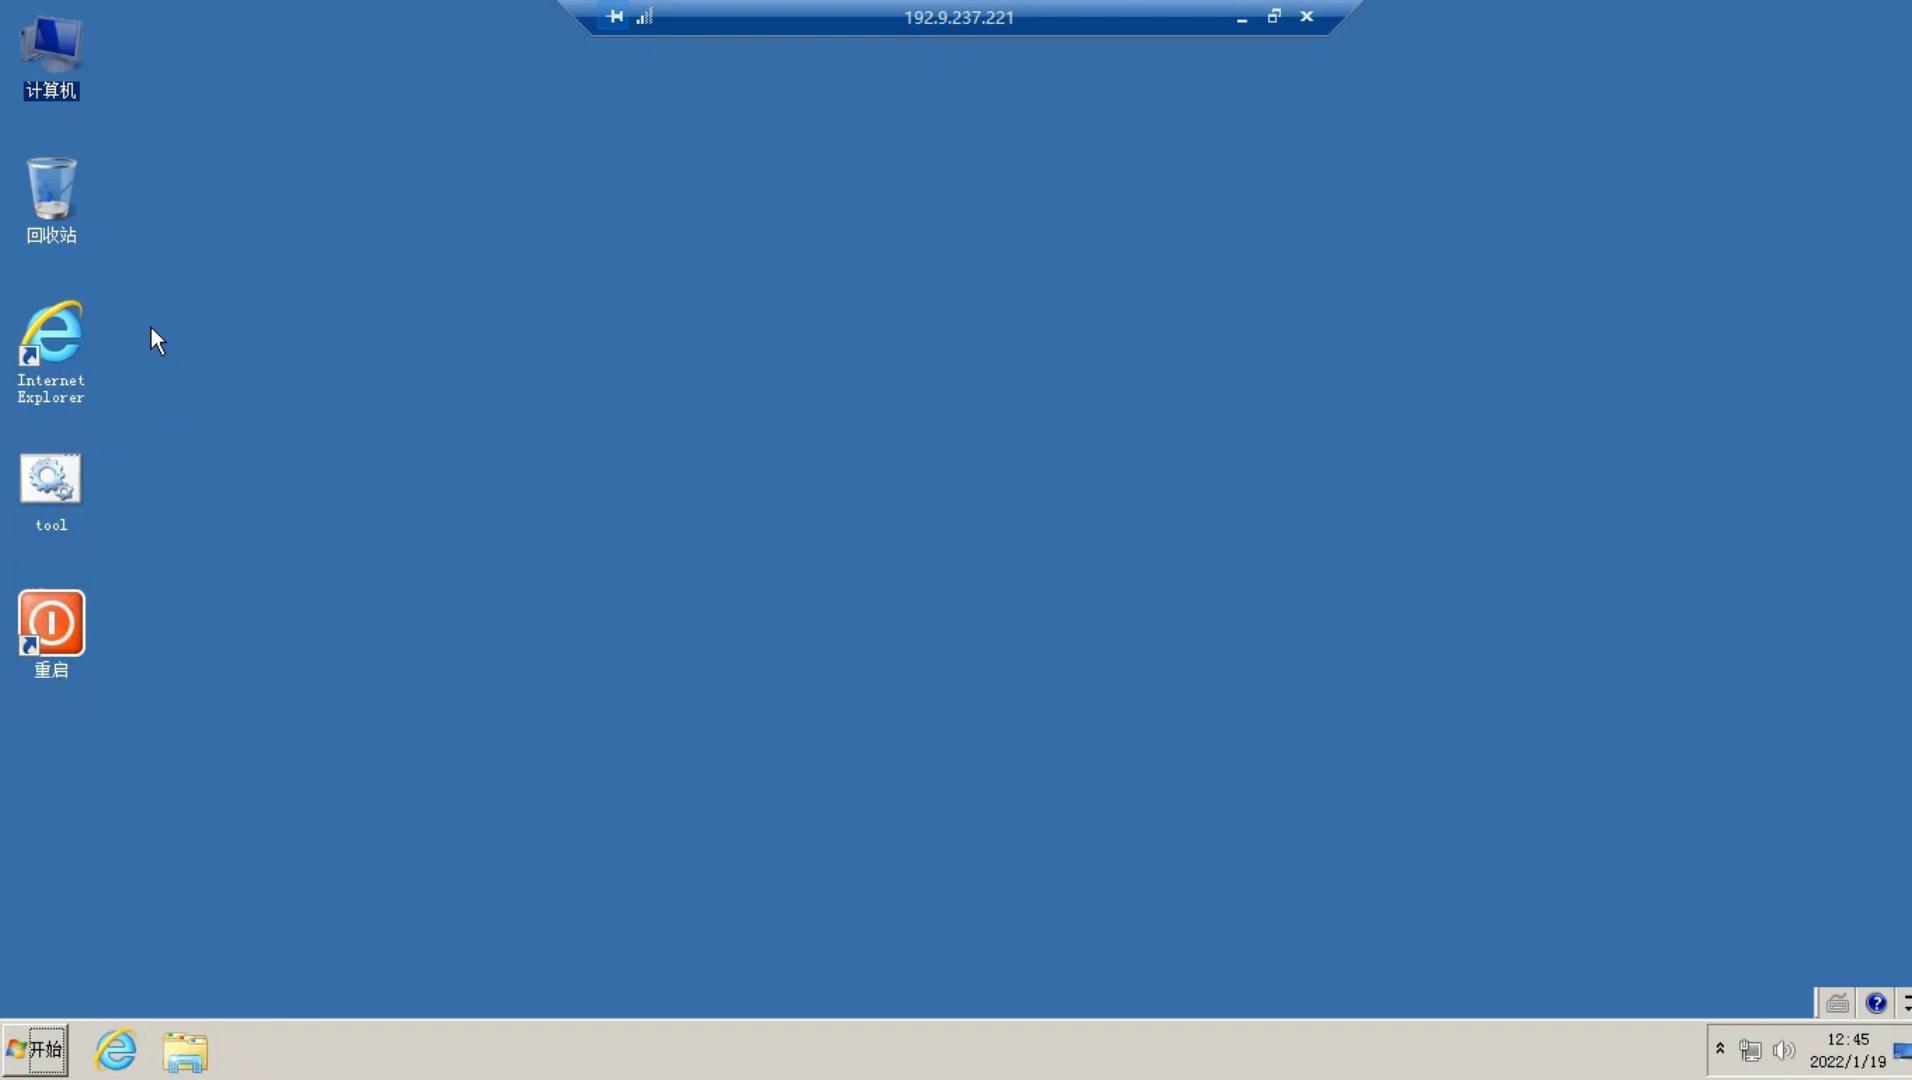 192.9.237.221
计算机
回收站
Internet
Explorer
tool
重启
开始
12:45
2022/1/19